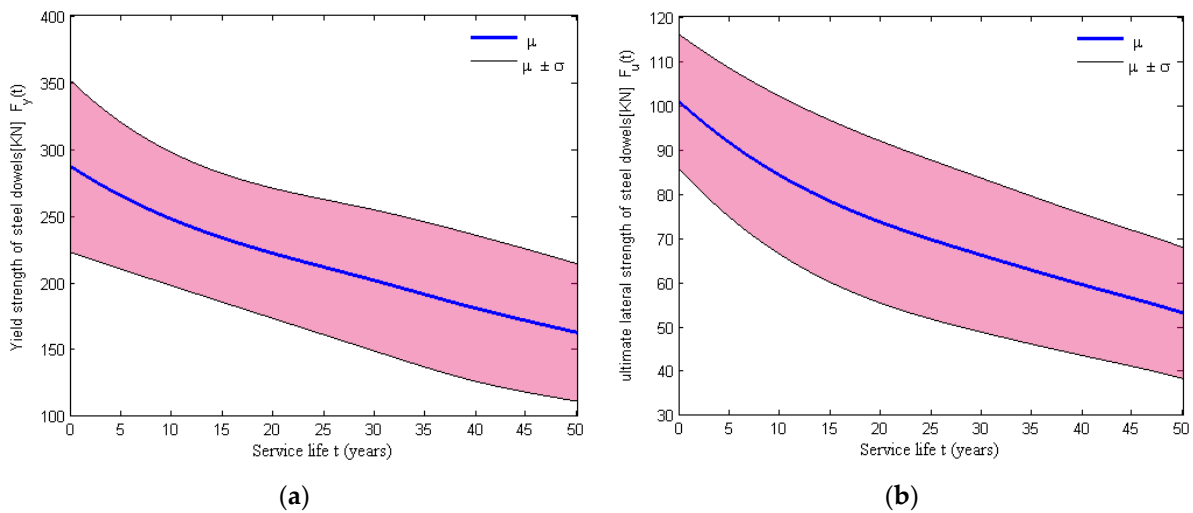 400
350
300
250
200
150
100
Yield strength of steel dowels[KN] F_y(t)
μ
μ ± σ
0 5 10 15 20 25 30 35 40 45 50
Service life t (years)
(a)
120
110
100
90
80
70
60
50
40
30
ultimate lateral strength of steel dowels[KN] F_u(t)
μ
μ ± σ
0 5 10 15 20 25 30 35 40 45 50
Service life t (years)
(b)